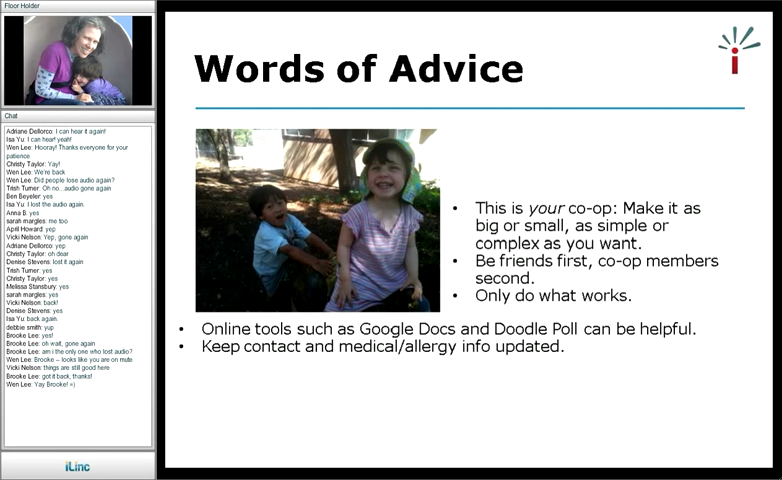 Floor Holder
Chat
Adriane Dellorco: I can hear it again!
Isa Yu: I can hear! yeah!
Wen Lee: Hooray! Thanks everyone for your
patience
Christy Taylor: Yay!
Wen Lee: We're back
Wen Lee: Did people lose audio again?
Trish Turner: Oh no...audio gone again
Ben Beyeler: yes
Isa Yu: I lost the audio again.
Anna B: yes
sarah margles: me too
April Howard: yep
Vicki Nelson: Yep, gone again
Adriane Dellorco: yep
Christy Taylor: oh dear
Denise Stevens: lost it again
Trish Turner: yes
Christy Taylor: yes
Melissa Stansbury: yes
sarah margles: yes
Vicki Nelson: back!
Denise Stevens: yes
Isa Yu: back again.
debbie smith: yup
Brooke Lee: yes!
Brooke Lee: oh wait, gone again
Brooke Lee: am i the only one who lost audio?
Wen Lee: Brooke -- looks like you are on mute
Vicki Nelson: things are still good here
Brooke Lee: got it back, thanks!
Wen Lee: Yay Brooke! =)
iLinc
Words of Advice
• This is your co-op: Make it as
big or small, as simple or
complex as you want.
• Be friends first, co-op members
second.
• Only do what works.
• Online tools such as Google Docs and Doodle Poll can be helpful.
• Keep contact and medical/allergy info updated.